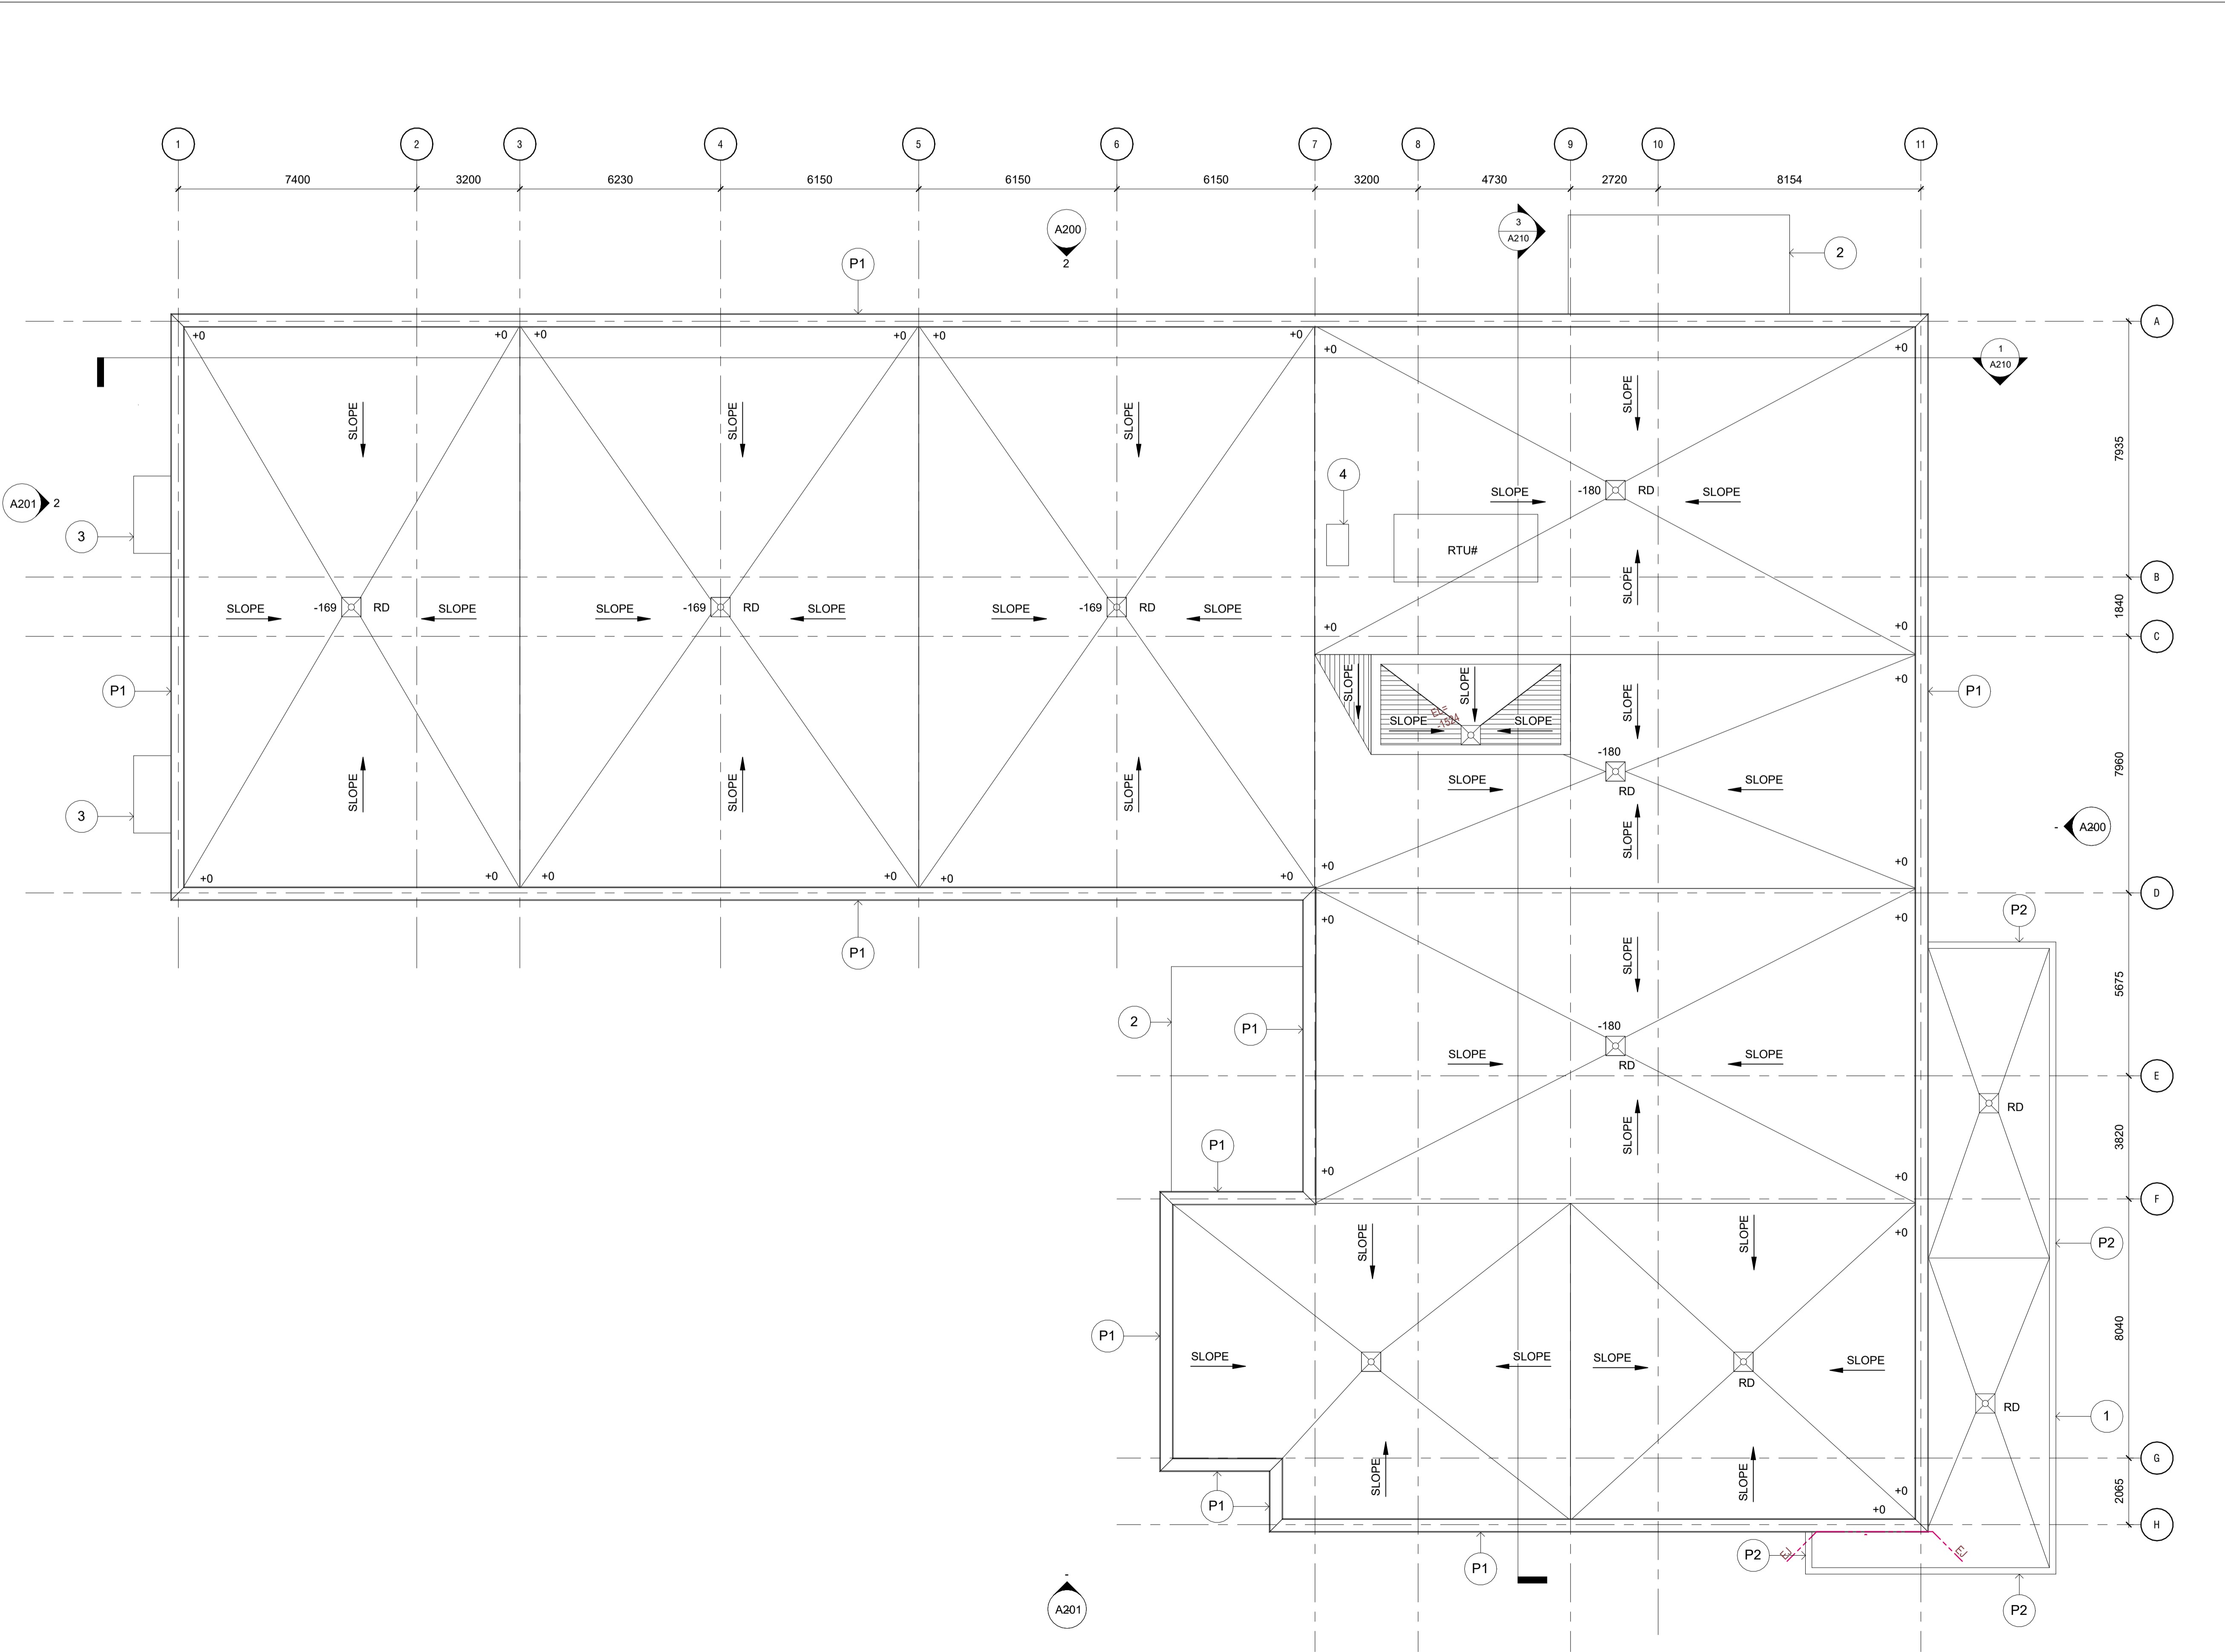 1 2 3 4 5 6 7 8 9 10 11
7400 3200 6230 6150 6150 6150 3200 4730 2720 8154
A200
2
3
A210
2
P1
A
+0 +0 +0 +0 +0 +0
+0 +0
1
A210
SLOPE SLOPE SLOPE SLOPE
7935
4
A201 2
-180 RD
SLOPE SLOPE
3
RTU#
B
SLOPE
-169 RD -169 RD -169 RD
SLOPE SLOPE SLOPE SLOPE SLOPE SLOPE
1840
+0 +0
C
P1
SLOPE SLOPE SLOPE
+0
P1
EL=
-1524
SLOPE SLOPE
-180
7960
SLOPE SLOPE SLOPE
SLOPE SLOPE
RD
3
SLOPE
- A200
+0 +0
+0 +0 +0 +0 +0 +0
D
P2
+0 +0
P1
SLOPE
5675
2
P1
-180
SLOPE SLOPE
RD
E
RD
SLOPE
P1
3820
+0 +0
F
+0
SLOPE SLOPE
P2
P1
8040
SLOPE SLOPE SLOPE SLOPE
RD
RD
1
G
SLOPE SLOPE
2065
+0
+0
P1
H
-
P2
EJ EJ
P1
-
A201
P2